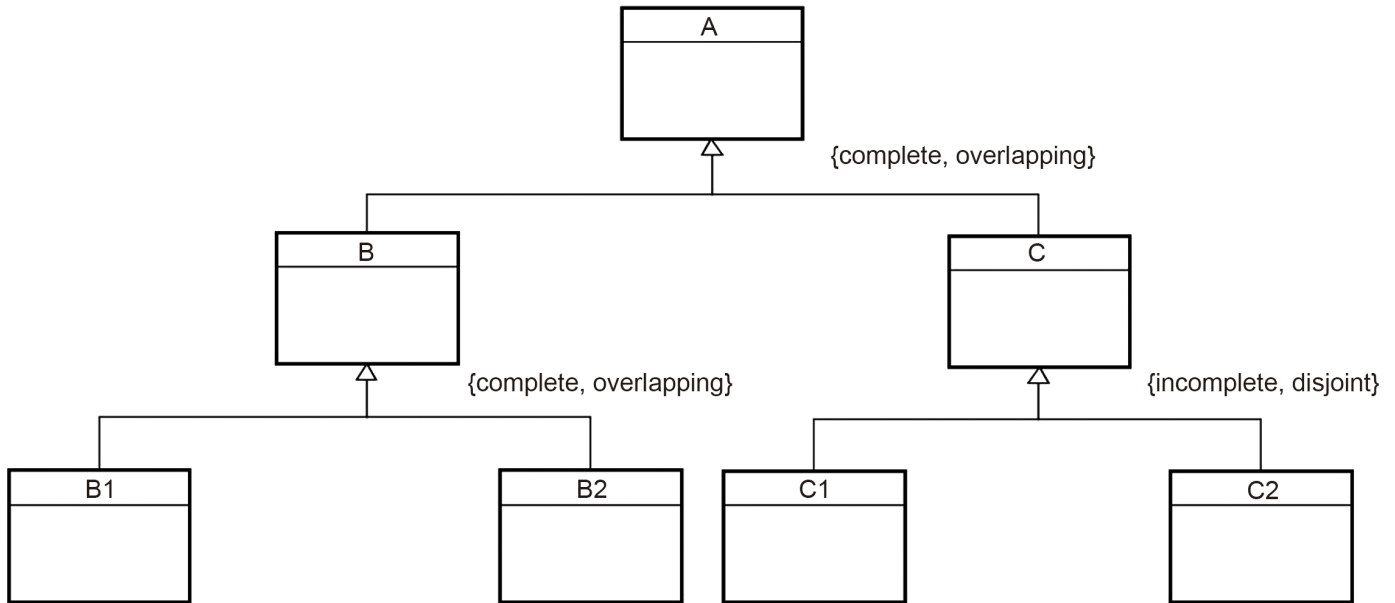 A
{complete, overlapping}
B
C
{complete, overlapping}
{incomplete, disjoint}
B1
B2
C1
C2